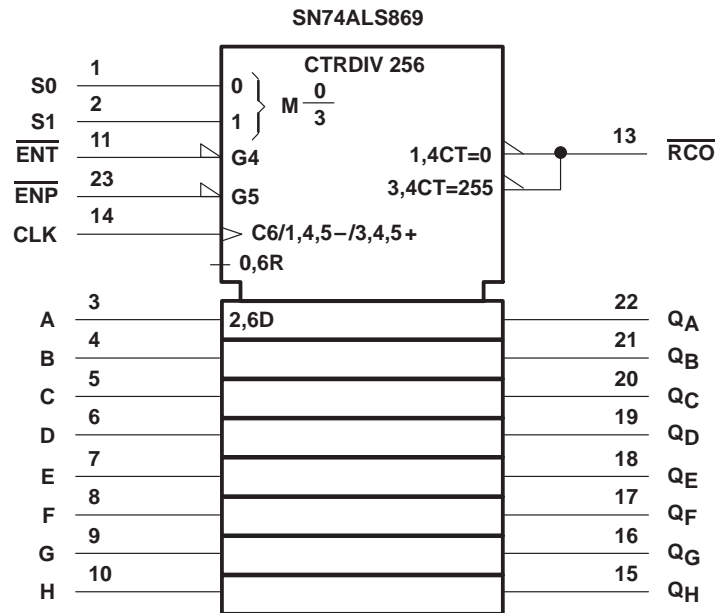 SN74ALS869
CTRDIV 256
S0 1 0
S1 2 1
M 0
3
ENT 11 G4
ENP 23 G5
CLK 14 C6/1,4,5−/3,4,5+
0,6R
1,4CT=0 13 RCO
3,4CT=255
A 3 2,6D 22 QA
B 4 21 QB
C 5 20 QC
D 6 19 QD
E 7 18 QE
F 8 17 QF
G 9 16 QG
H 10 15 QH